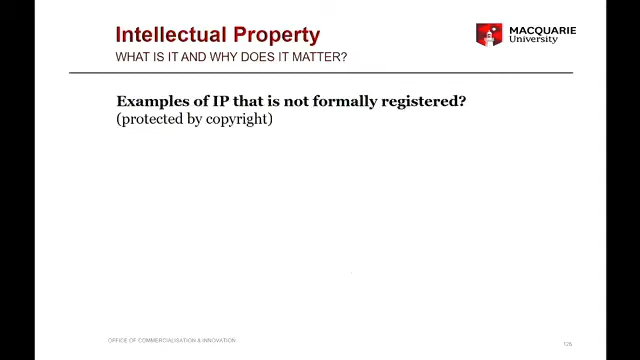 Intellectual Property
MACQUARIE
University
WHAT IS IT AND WHY DOES IT MATTER?
Examples of IP that is not formally registered?
(protected by copyright)
OFFICE OF COMMERCIALISATION & INNOVATION
126